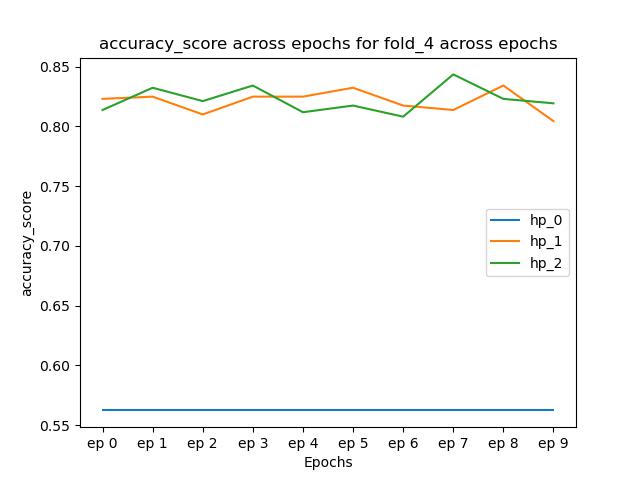 accuracy_score across epochs for fold_4 across epochs
accuracy_score
0.85
0.80
0.75
0.70
0.65
0.60
0.55
hp_0
hp_1
hp_2
ep 0 ep 1 ep 2 ep 3 ep 4 ep 5 ep 6 ep 7 ep 8 ep 9
Epochs